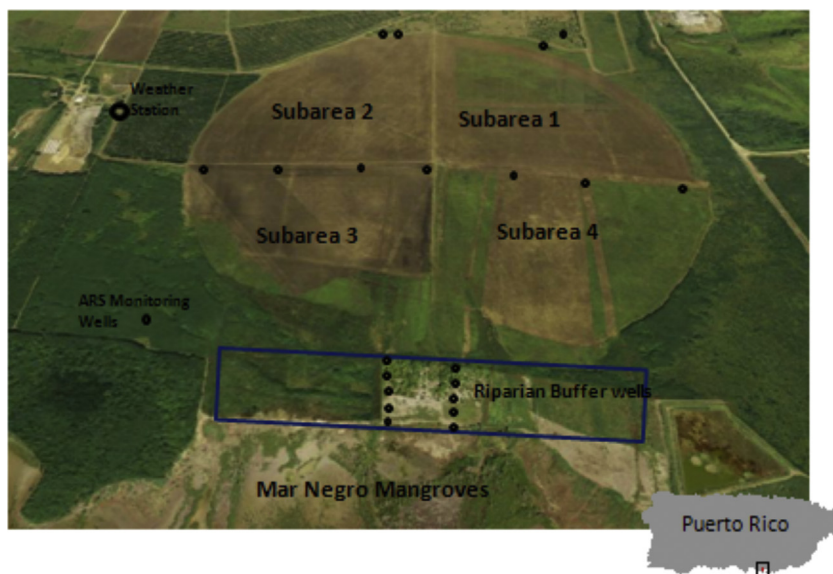 Weather
Station
Subarea 2
Subarea 1
Subarea 3
Subarea 4
ARS Monitoring
Wells
Riparian Buffer wells
Mar Negro Mangroves
Puerto Rico